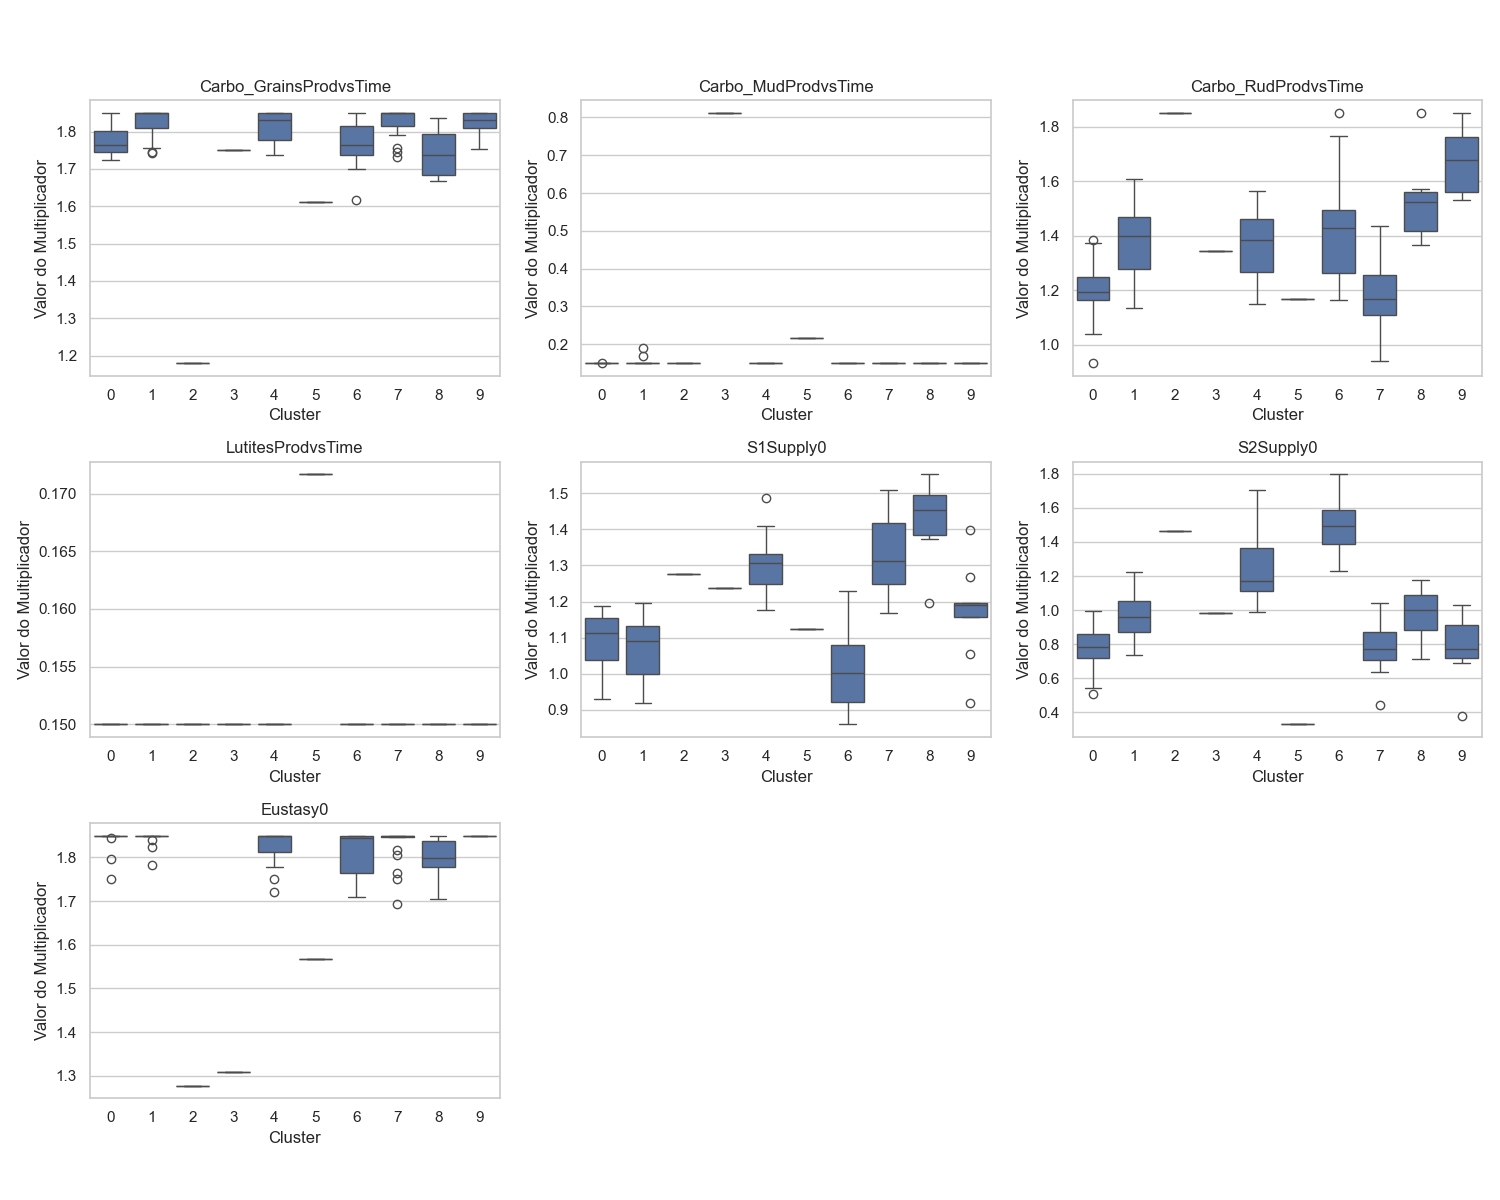 Carbo_GrainsProdvsTime
Valor do Multiplicador
1.8
1.7
1.6
1.5
1.4
1.3
1.2
0 1 2 3 4 5 6 7 8 9
Cluster
Carbo_MudProdvsTime
Valor do Multiplicador
0.8
0.7
0.6
0.5
0.4
0.3
0.2
0 1 2 3 4 5 6 7 8 9
Cluster
Carbo_RudProdvsTime
Valor do Multiplicador
1.8
1.6
1.4
1.2
1.0
0 1 2 3 4 5 6 7 8 9
Cluster
LutitesProdvsTime
Valor do Multiplicador
0.170
0.165
0.160
0.155
0.150
0 1 2 3 4 5 6 7 8 9
Cluster
S1Supply0
Valor do Multiplicador
1.5
1.4
1.3
1.2
1.1
1.0
0.9
0 1 2 3 4 5 6 7 8 9
Cluster
S2Supply0
Valor do Multiplicador
1.8
1.6
1.4
1.2
1.0
0.8
0.6
0.4
0 1 2 3 4 5 6 7 8 9
Cluster
Eustasy0
Valor do Multiplicador
1.8
1.7
1.6
1.5
1.4
1.3
0 1 2 3 4 5 6 7 8 9
Cluster